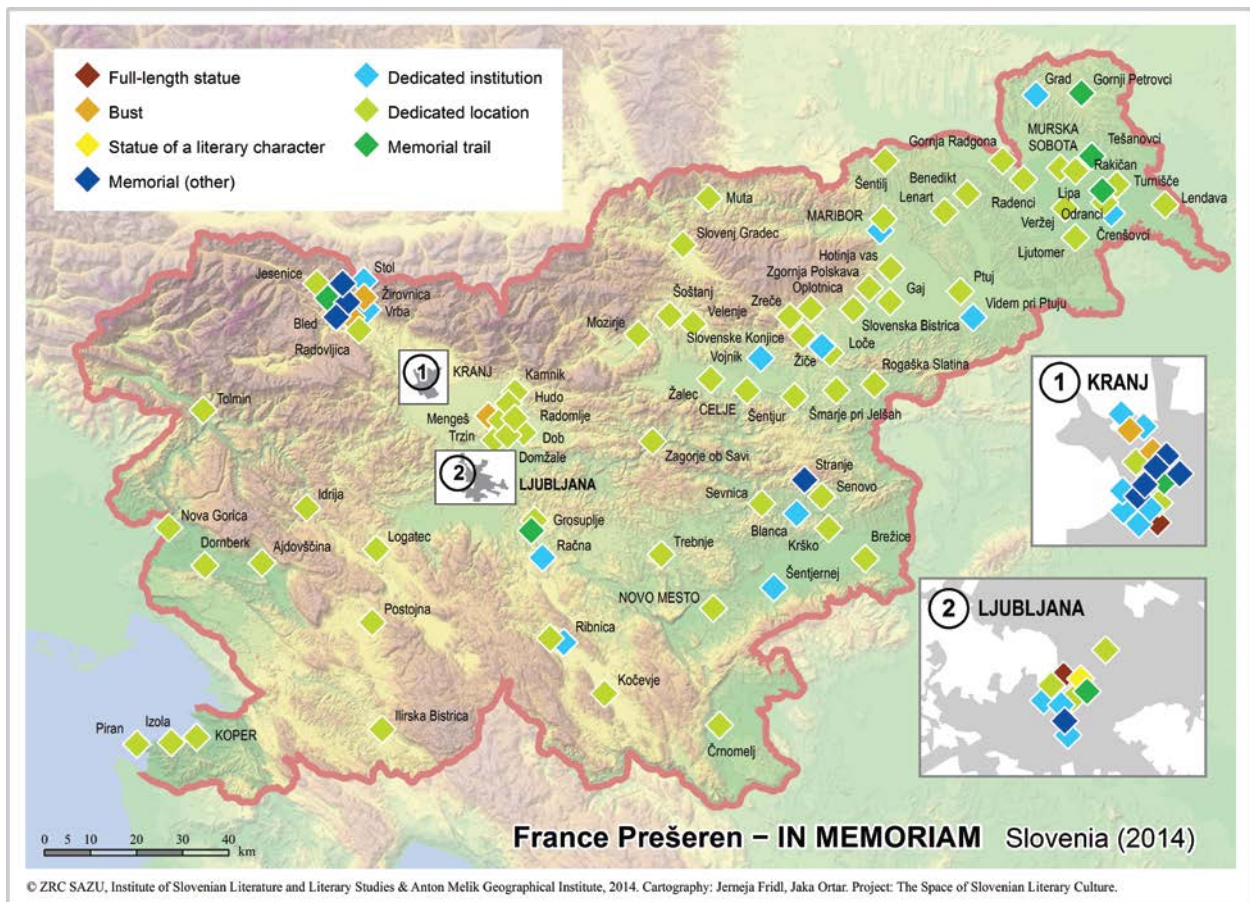 Full-length statue
Bust
Statue of a literary character
Memorial (other)
Dedicated institution
Dedicated location
Memorial trail
Grad
Gornji Petrovci
MURSKA
SOBOTA
Tešanovci
Rakičan
Gornja Radgona
Turnišče
Lipa
Lendava
Radenci
Odranci
Veržej
Črenšovci
Ljutomer
Benedikt
Lenart
Šentilj
MARIBOR
Muta
Slovenj Gradec
Hotinja vas
Zgornja Polskava
Oplotnica
Gaj
Ptuj
Videm pri Ptuju
Slovenska Bistrica
Šoštanj
Velenje
Zreče
Mozirje
Slovenske Konjice
Loče
Vojnik
Žiče
Rogaška Slatina
Žalec
CELJE
Šentjur
Šmarje pri Jelšah
Jesenice
Stol
Žirovnica
Vrba
Bled
Radovljica
1
KRANJ
Kamnik
Hudo
Mengeš
Radomlje
Trzin
Dob
Domžale
2
LJUBLJANA
Tolmin
Zagorje ob Savi
Stranje
Senovo
Sevnica
Blanca
Krško
Brežice
Idrija
Nova Gorica
Dornberk
Ajdovščina
Logatec
Grosuplje
Račna
Trebnje
Šentjernej
NOVO MESTO
Postojna
Ribnica
Kočevje
Črnomelj
Ilirska Bistrica
Piran
Izola
KOPER
1 KRANJ
2 LJUBLJANA
0 5 10 20 30 40
km
France Prešeren – IN MEMORIAM Slovenia (2014)
© ZRC SAZU, Institute of Slovenian Literature and Literary Studies & Anton Melik Geographical Institute, 2014. Cartography: Jerneja Fridl, Jaka Ortar. Project: The Space of Slovenian Literary Culture.